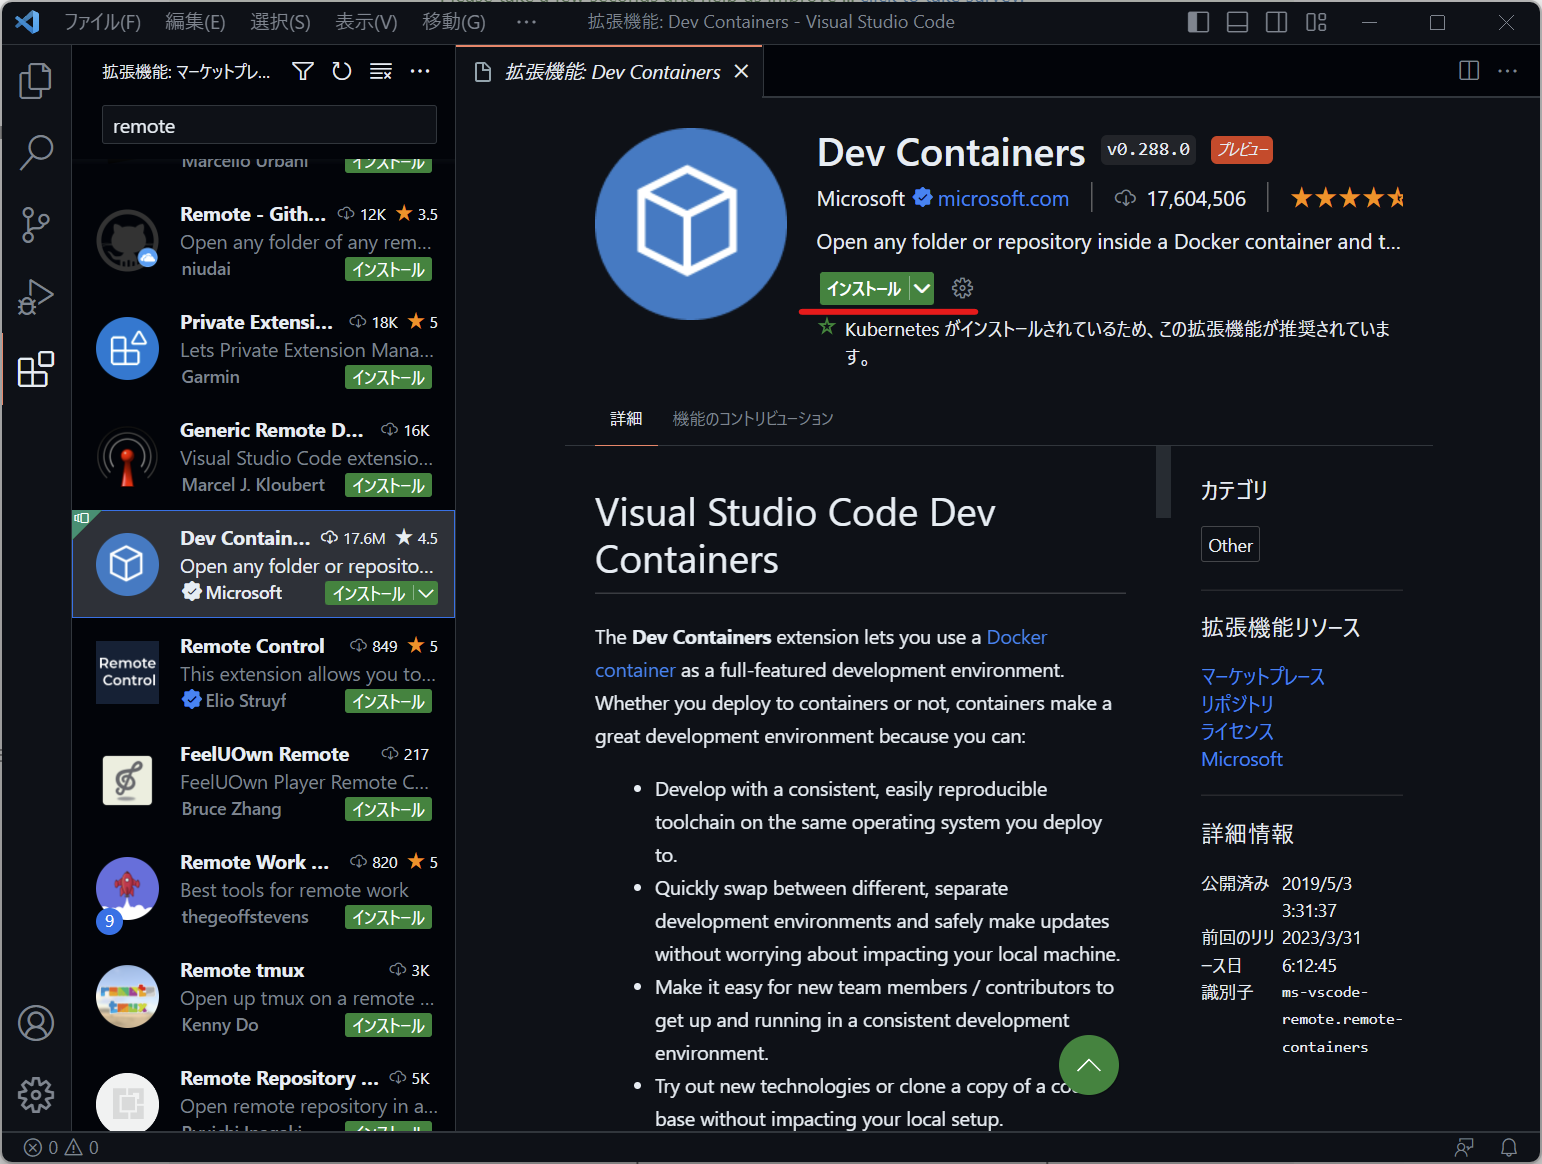 ファイル(F) 編集(E) 選択(S) 表示(V) 移動(G) ··· 拡張機能: Dev Containers - Visual Studio Code
拡張機能: マーケットプレ...
remote
Marcello Urbani インストール
Remote - Gith... 12K 3.5
Open any folder of any rem...
niudai インストール
Private Extensi... 18K 5
Lets Private Extension Mana...
Garmin インストール
Generic Remote D... 16K
Visual Studio Code extensio...
Marcel J. Kloubert インストール
Dev Contain... 17.6M 4.5
Open any folder or reposito...
Microsoft インストール
Remote Control
Remote Control 849 5
This extension allows you to...
Elio Struyf インストール
FeelUOwn Remote 217
FeelUOwn Player Remote C...
Bruce Zhang インストール
Remote Work ... 820 5
Best tools for remote work
9 thegeoffstevens インストール
Remote tmux 3K
Open up tmux on a remote ...
Kenny Do インストール
Remote Repository ... 5K
Open remote repository in a...
インストール
拡張機能: Dev Containers
Dev Containers v0.288.0 プレビュー
Microsoft microsoft.com 17,604,506
Open any folder or repository inside a Docker container and t...
インストール
Kubernetes がインストールされているため、この拡張機能が推奨されていま
す。
詳細 機能のコントリビューション
Visual Studio Code Dev
Containers
The Dev Containers extension lets you use a Docker
container as a full-featured development environment.
Whether you deploy to containers or not, containers make a
great development environment because you can:
• Develop with a consistent, easily reproducible
toolchain on the same operating system you deploy
to.
• Quickly swap between different, separate
development environments and safely make updates
without worrying about impacting your local machine.
• Make it easy for new team members / contributors to
get up and running in a consistent development
environment.
• Try out new technologies or clone a copy of a co
base without impacting your local setup.
カテゴリ
Other
拡張機能リソース
マーケットプレース
リポジトリ
ライセンス
Microsoft
詳細情報
公開済み 2019/5/3
3:31:37
前回のリリ 2023/3/31
ース日 6:12:45
識別子 ms-vscode-
remote.remote-
containers
0 0